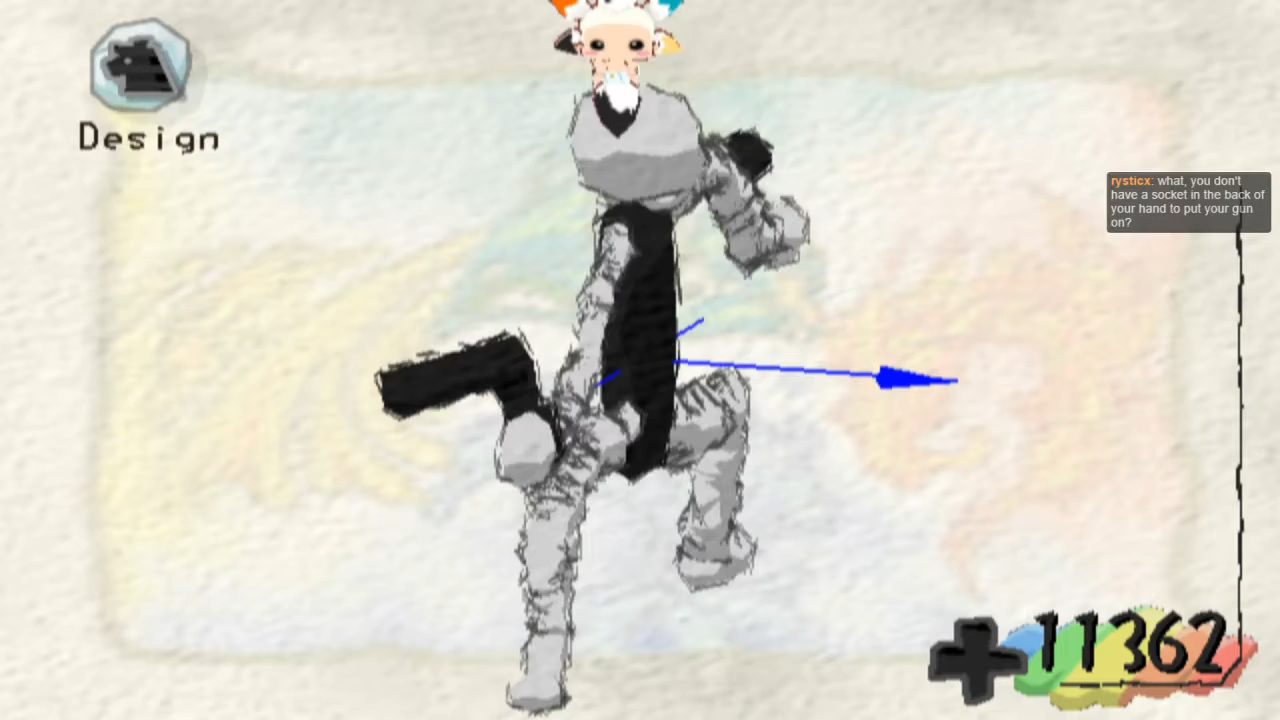 Design
rysticx: what, you don't
have a socket in the back of
your hand to put your gun
on?
11362